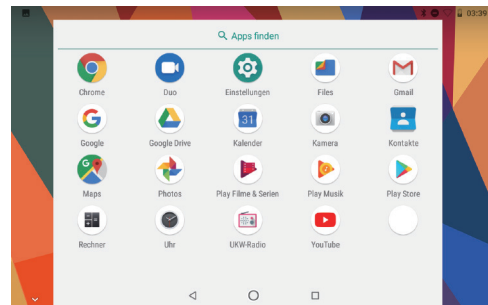 03:39
Apps finden
Chrome Duo Einstellungen Files Gmail
31
Google Google Drive Kalender Kamera Kontakte
Maps Photos Play Filme & Serien Play Musik Play Store
Rechner Uhr UKW-Radio YouTube